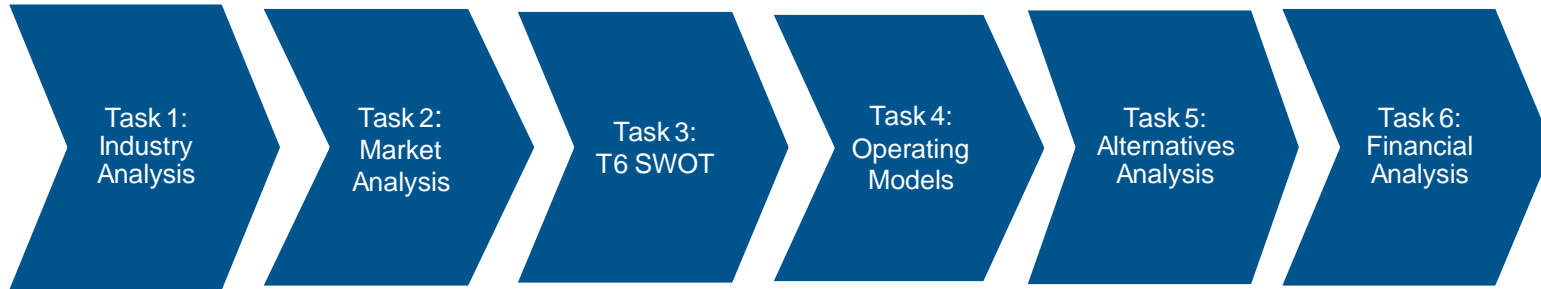 Task 1:
Industry
Analysis
Task 2:
Market
Analysis
Task 3:
T6 SWOT
Task 4:
Operating
Models
Task 5:
Alternatives
Analysis
Task 6:
Financial
Analysis